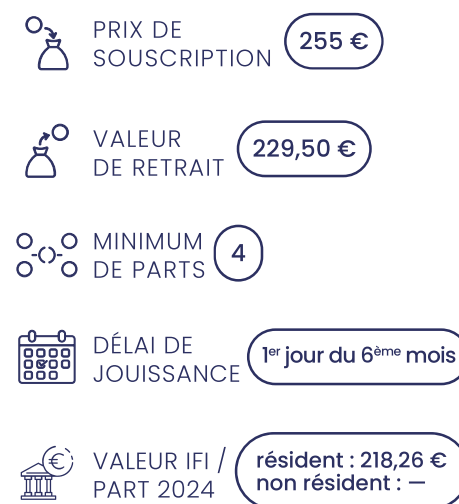 PRIX DE
SOUSCRIPTION
255 €
VALEUR
DE RETRAIT
229,50 €
MINIMUM
DE PARTS
4
DÉLAI DE
JOUISSANCE
1er jour du 6ème mois
VALEUR IFI /
PART 2024
résident : 218,26 €
non résident : —